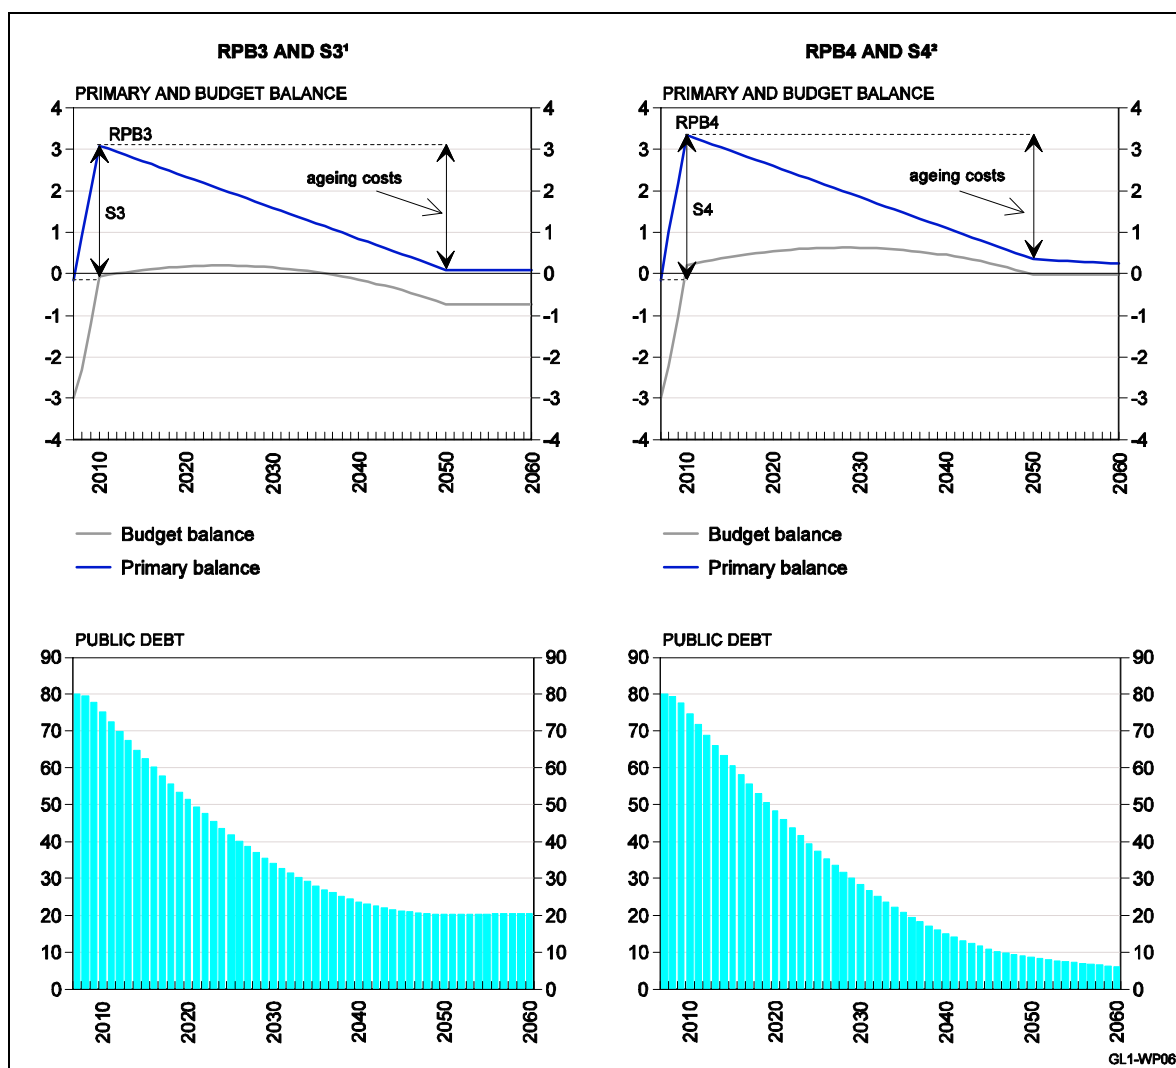 RPB3 AND S3¹
PRIMARY AND BUDGET BALANCE
4 4
3 3
2 2
1 1
0 0
-1 -1
-2 -2
-3 -3
-4 -4
RPB3
S3
ageing costs
2010 2020 2030 2040 2050 2060
Budget balance
Primary balance
RPB4 AND S4²
PRIMARY AND BUDGET BALANCE
4 4
3 3
2 2
1 1
0 0
-1 -1
-2 -2
-3 -3
-4 -4
RPB4
S4
ageing costs
2010 2020 2030 2040 2050 2060
Budget balance
Primary balance
PUBLIC DEBT
90 90
80 80
70 70
60 60
50 50
40 40
30 30
20 20
10 10
0 0
2010 2020 2030 2040 2050 2060
PUBLIC DEBT
90 90
80 80
70 70
60 60
50 50
40 40
30 30
20 20
10 10
0 0
2010 2020 2030 2040 2050 2060
GL1-WP06